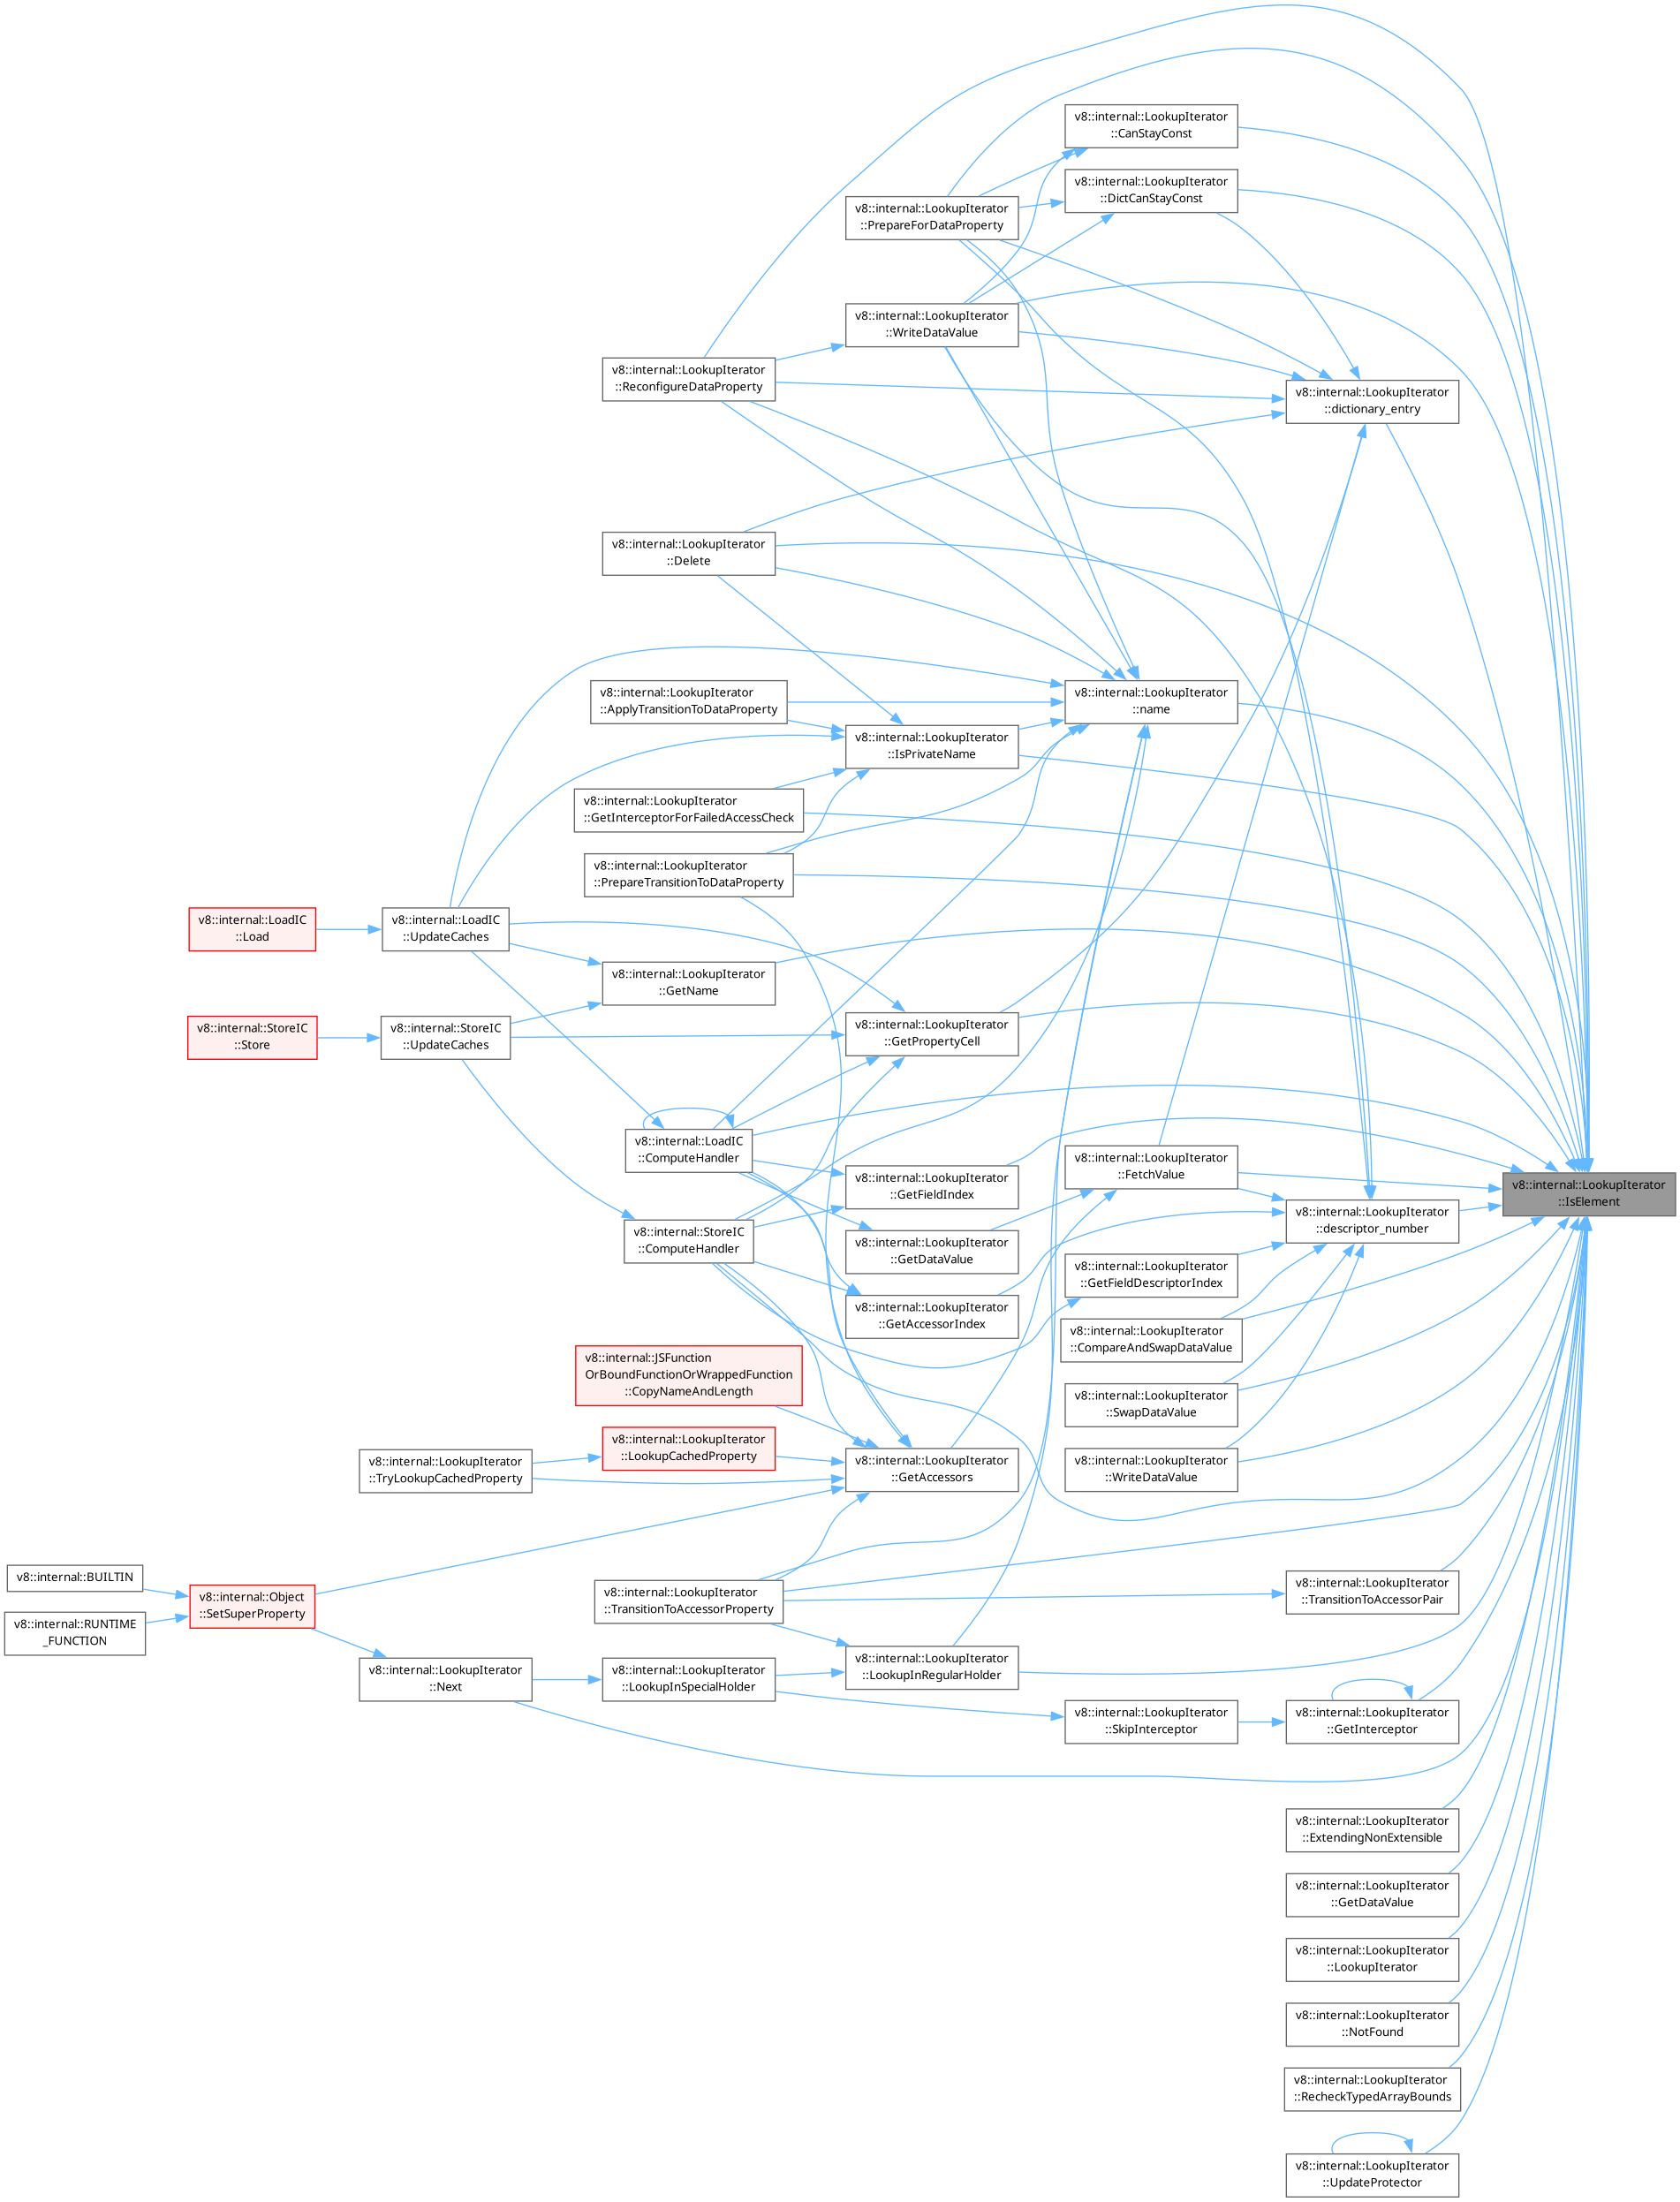 v8::internal::LookupIterator
::CanStayConst
v8::internal::LookupIterator
::DictCanStayConst
v8::internal::LookupIterator
::PrepareForDataProperty
v8::internal::LookupIterator
::WriteDataValue
v8::internal::LookupIterator
::ReconfigureDataProperty
v8::internal::LookupIterator
::dictionary_entry
v8::internal::LookupIterator
::Delete
v8::internal::LookupIterator
::ApplyTransitionToDataProperty
v8::internal::LookupIterator
::name
v8::internal::LookupIterator
::IsPrivateName
v8::internal::LookupIterator
::GetInterceptorForFailedAccessCheck
v8::internal::LookupIterator
::PrepareTransitionToDataProperty
v8::internal::LoadIC
::Load
v8::internal::LoadIC
::UpdateCaches
v8::internal::LookupIterator
::GetName
v8::internal::StoreIC
::Store
v8::internal::StoreIC
::UpdateCaches
v8::internal::LookupIterator
::GetPropertyCell
v8::internal::LoadIC
::ComputeHandler
v8::internal::LookupIterator
::GetFieldIndex
v8::internal::LookupIterator
::FetchValue
v8::internal::LookupIterator
::IsElement
v8::internal::StoreIC
::ComputeHandler
v8::internal::LookupIterator
::GetDataValue
v8::internal::LookupIterator
::descriptor_number
v8::internal::LookupIterator
::GetFieldDescriptorIndex
v8::internal::LookupIterator
::GetAccessorIndex
v8::internal::LookupIterator
::CompareAndSwapDataValue
v8::internal::JSFunction
OrBoundFunctionOrWrappedFunction
::CopyNameAndLength
v8::internal::LookupIterator
::SwapDataValue
v8::internal::LookupIterator
::TryLookupCachedProperty
v8::internal::LookupIterator
::LookupCachedProperty
v8::internal::LookupIterator
::GetAccessors
v8::internal::LookupIterator
::WriteDataValue
v8::internal::BUILTIN
v8::internal::Object
::SetSuperProperty
v8::internal::RUNTIME
_FUNCTION
v8::internal::LookupIterator
::TransitionToAccessorProperty
v8::internal::LookupIterator
::TransitionToAccessorPair
v8::internal::LookupIterator
::Next
v8::internal::LookupIterator
::LookupInSpecialHolder
v8::internal::LookupIterator
::LookupInRegularHolder
v8::internal::LookupIterator
::SkipInterceptor
v8::internal::LookupIterator
::GetInterceptor
v8::internal::LookupIterator
::ExtendingNonExtensible
v8::internal::LookupIterator
::GetDataValue
v8::internal::LookupIterator
::LookupIterator
v8::internal::LookupIterator
::NotFound
v8::internal::LookupIterator
::RecheckTypedArrayBounds
v8::internal::LookupIterator
::UpdateProtector